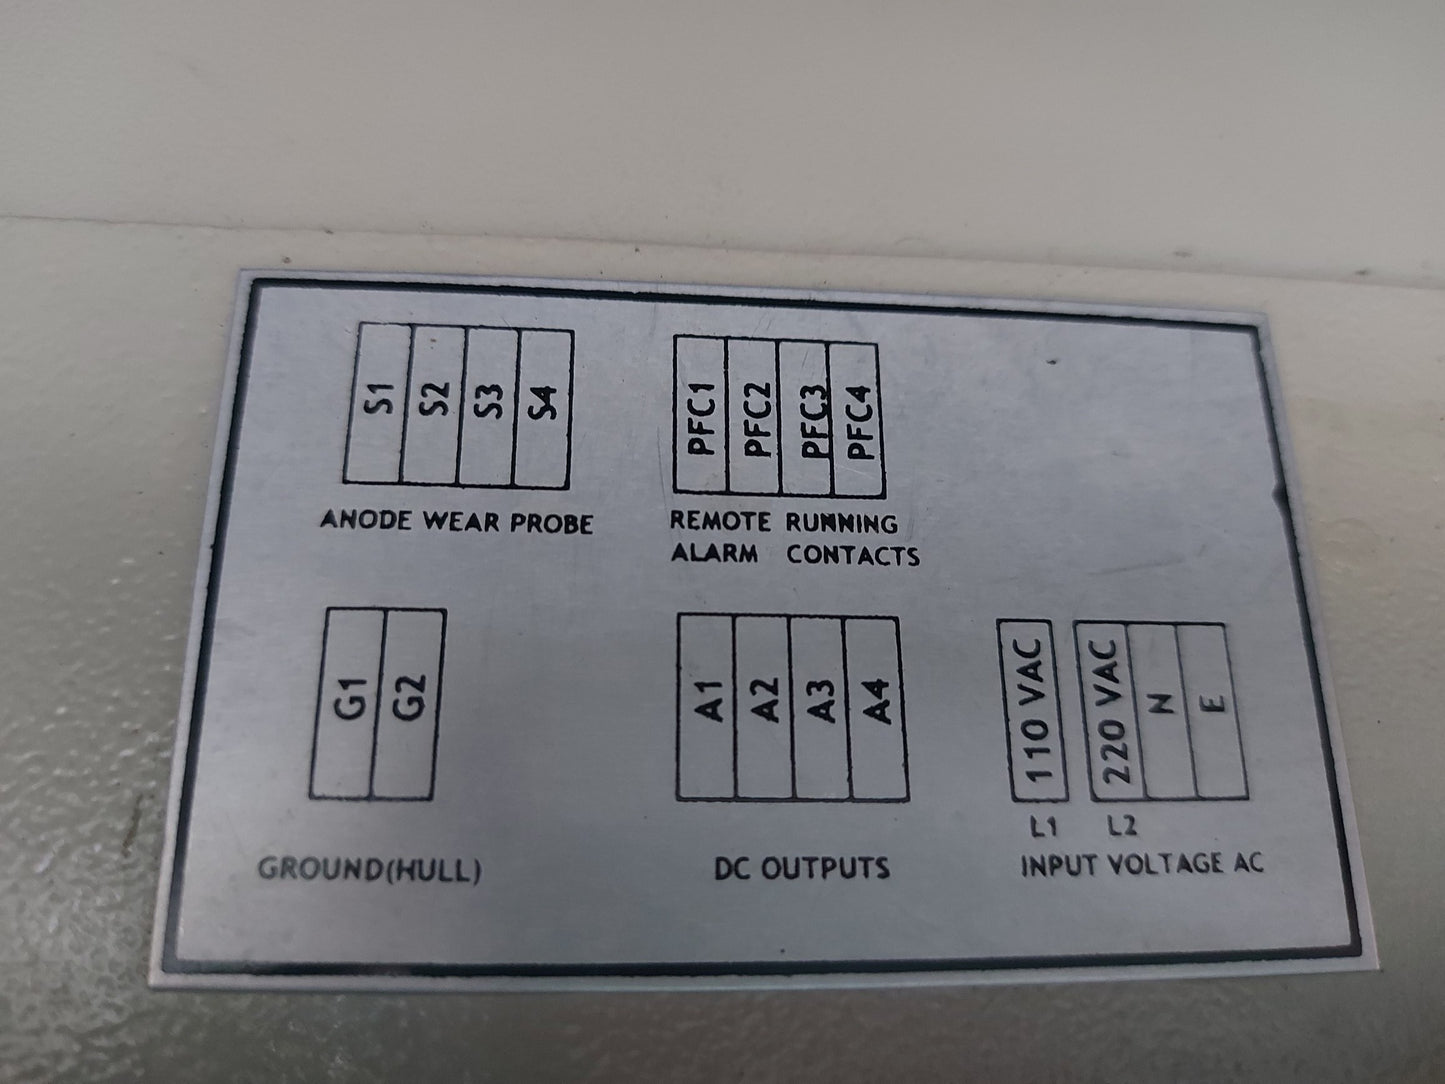 S1 S2 S3 S4
ANODE WEAR PROBE
PFC1 PFC2 PFC3 PFC4
REMOTE RUNNING
ALARM CONTACTS
G1 G2
GROUND(HULL)
A1 A2 A3 A4
DC OUTPUTS
110 VAC 220 VAC N E
L1 L2
INPUT VOLTAGE AC